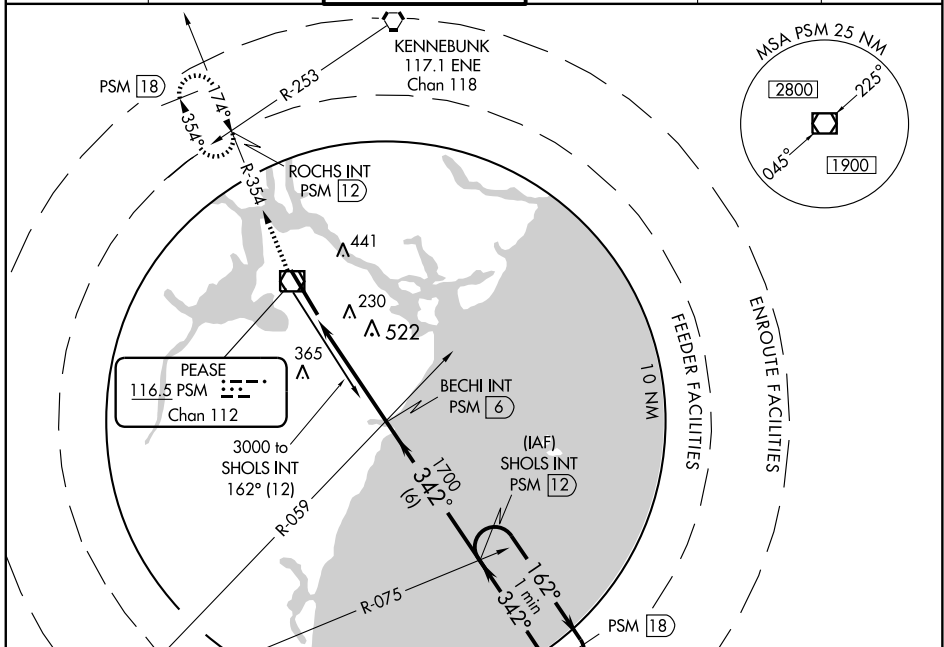 KENNEBUNK
117.1 ENE
Chan 118
MSA PSM 25 NM
2800
225°
045°
1900
PSM 18
R-253
174°
354°
ROCHS INT
PSM 12
R-354
441
230
522
365
PEASE
116.5 PSM
Chan 112
BECHI INT
PSM 6
10 NM
FEEDER FACILITIES
ENROUTE FACILITIES
3000 to
SHOLS INT
162° (12)
(IAF)
SHOLS INT
PSM 12
1700
342°
(6)
R-059
R-075
162°
1 min
342°
PSM 18